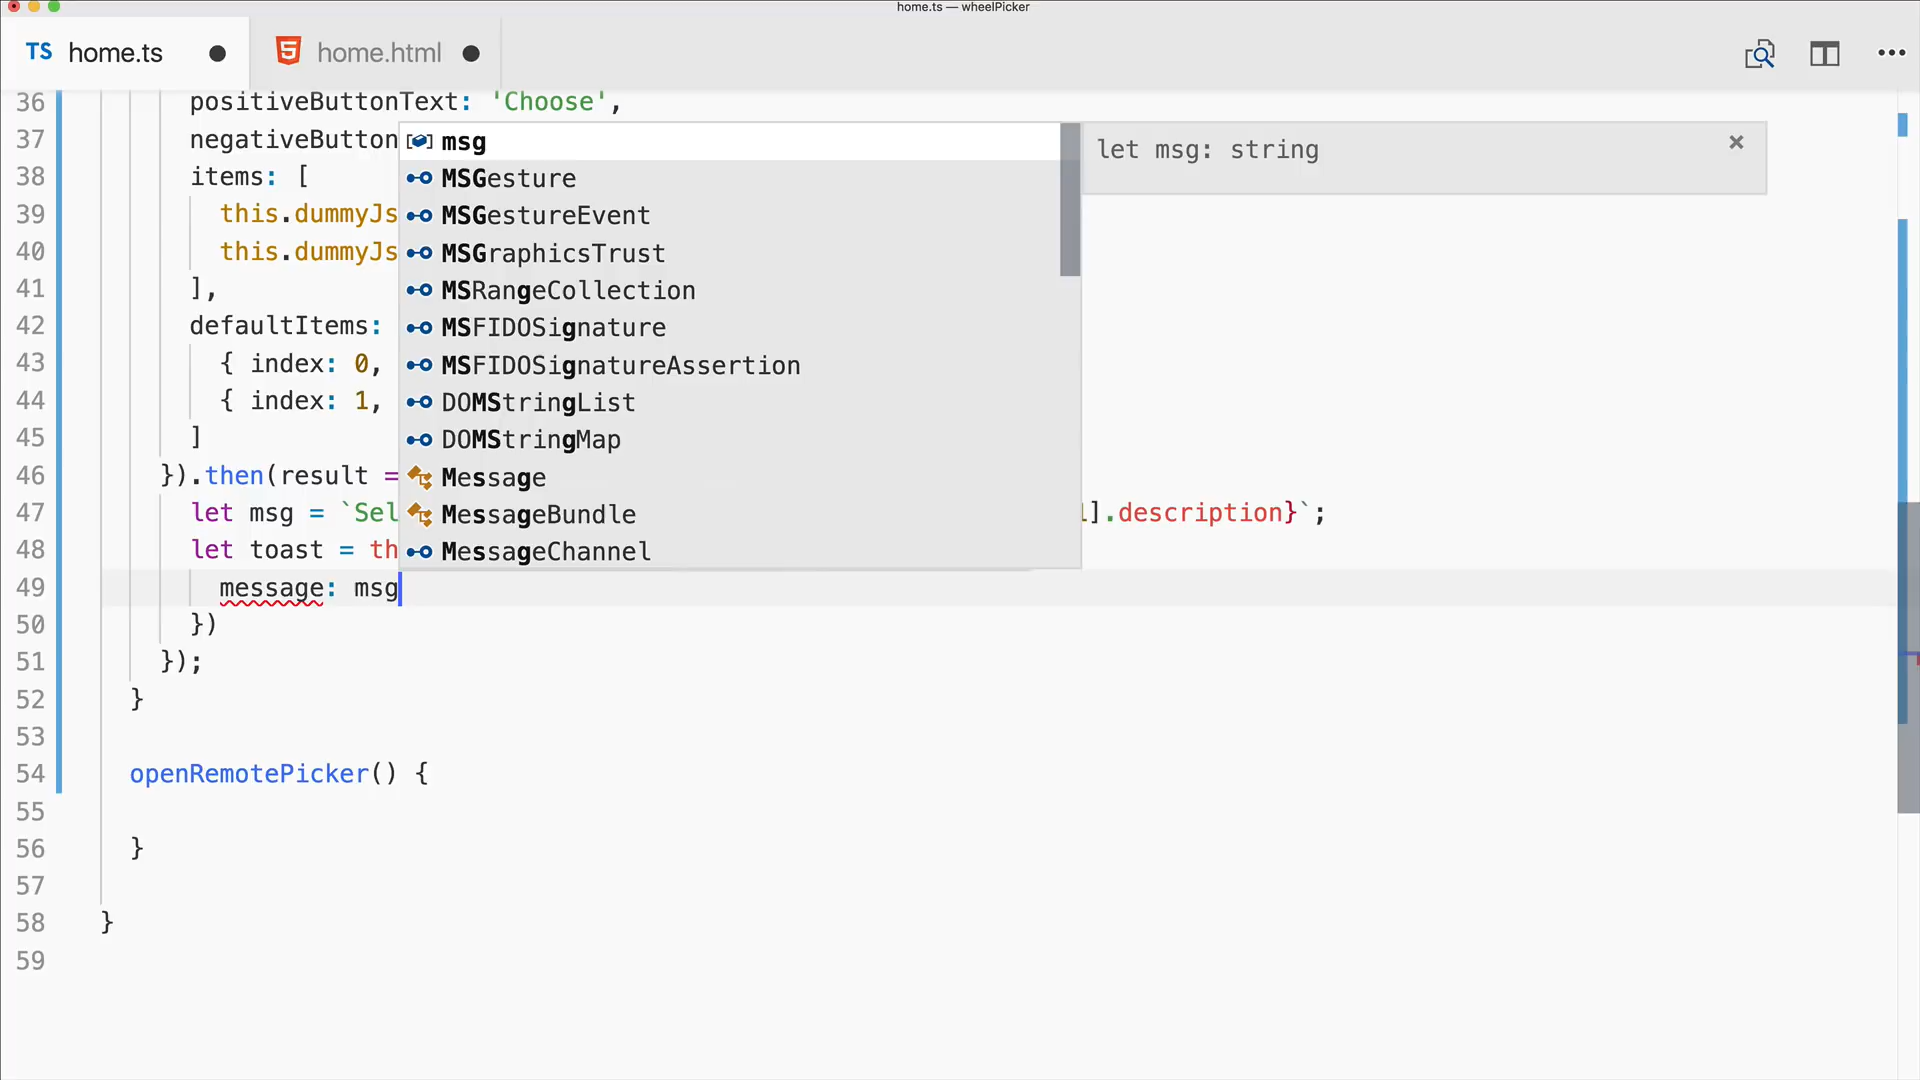 home.ts — wheelPicker
TS home.ts
5 home.html
36 positiveButtonText: 'Choose',
37 negativeButton
38 items: [
39 this.dummyJs
40 this.dummyJs
41 ],
42 defaultItems:
43 { index: 0,
44 { index: 1,
45 ]
46 }).then(result =
47 let msg = `Sel ].description}`;
48 let toast = th
49 message: msg
50 })
51 });
52 }
53
54 openRemotePicker() {
55
56 }
57
58 }
59
msg
MSGesture
MSGestureEvent
MSGraphicsTrust
MSRangeCollection
MSFIDOSignature
MSFIDOSignatureAssertion
DOMStringList
DOMStringMap
Message
MessageBundle
MessageChannel
let msg: string